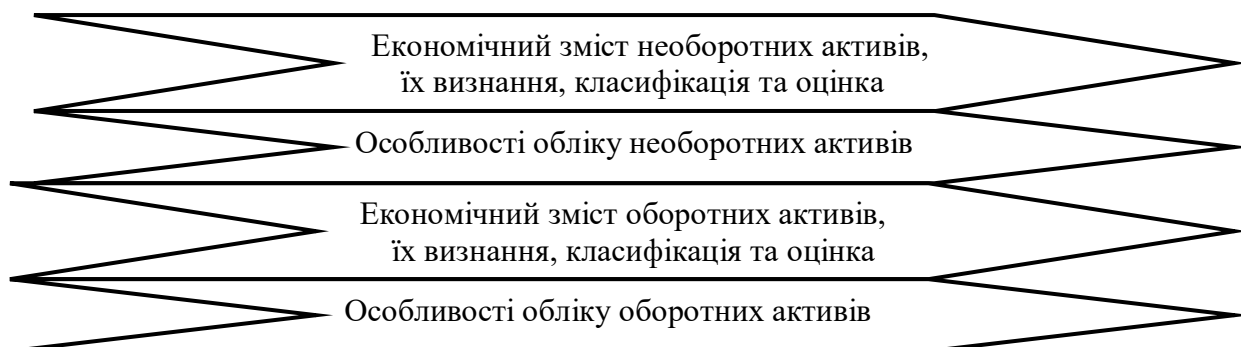 Економічний зміст необоротних активів,
їх визнання, класифікація та оцінка
Особливості обліку необоротних активів
Економічний зміст оборотних активів,
їх визнання, класифікація та оцінка
Особливості обліку оборотних активів